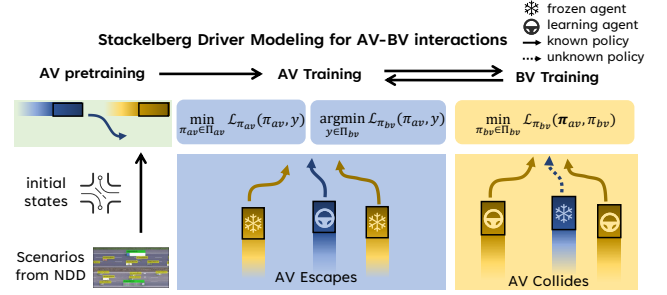 frozen agent
learning agent
known policy
unknown policy
Stackelberg Driver Modeling for AV-BV interactions
AV pretraining
AV Training
BV Training
min π_av∈Π_av ℒ_π_av(π_av, y)
argmin y∈Π_bv ℒ_π_bv(π_av, y)
min π_bv∈Π_bv ℒ_π_bv(π_av, π_bv)
initial
states
Scenarios
from NDD
AV Escapes
AV Collides